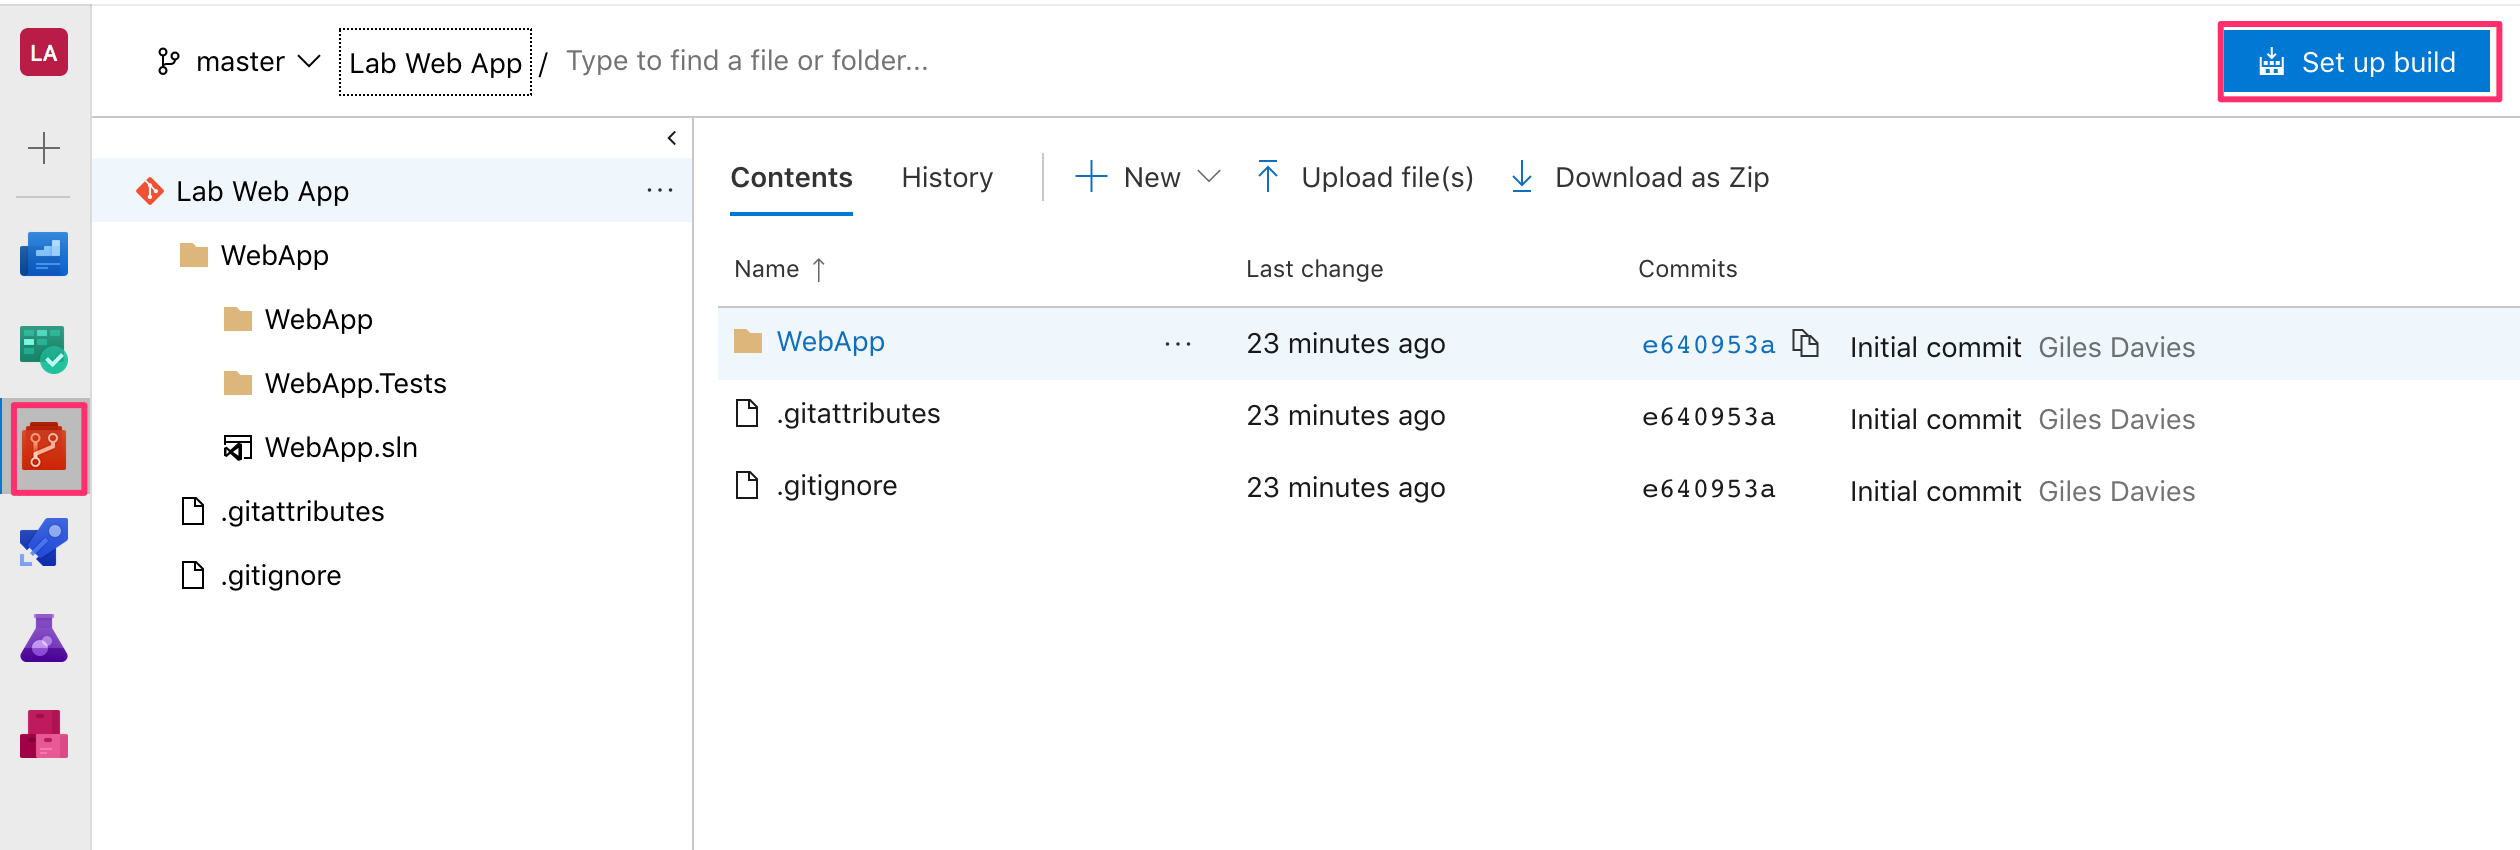 LA
master Lab Web App / Type to find a file or folder... Set up build
Lab Web App ...
WebApp
WebApp
WebApp.Tests
WebApp.sln
.gitattributes
.gitignore
Contents History New Upload file(s) Download as Zip
Name ↑ Last change Commits
WebApp ... 23 minutes ago e640953a Initial commit Giles Davies
.gitattributes 23 minutes ago e640953a Initial commit Giles Davies
.gitignore 23 minutes ago e640953a Initial commit Giles Davies